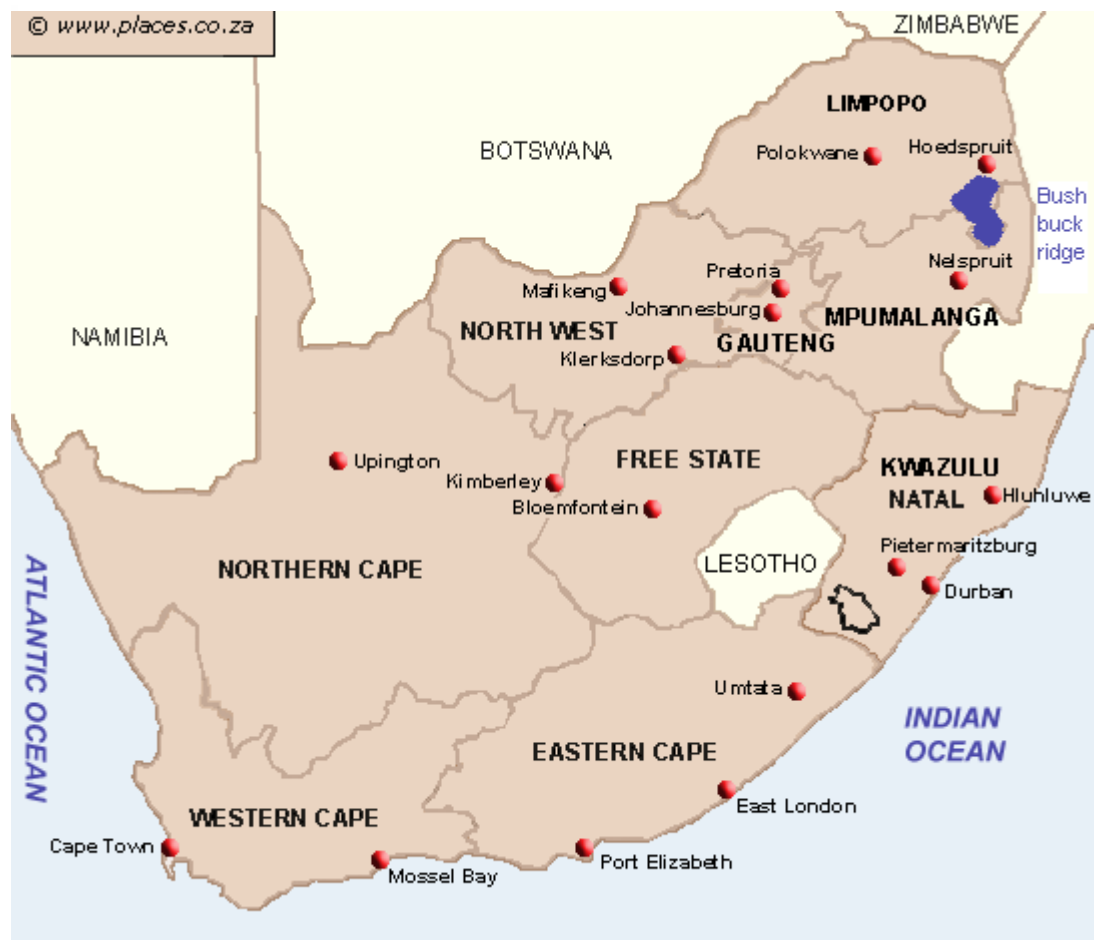 © www.places.co.za
ZIMBABWE
LIMPOPO
BOTSWANA
Polokwane
Hoedspruit
Bush
buck
ridge
Nelspruit
Pretoria
Mafikeng
Johannesburg
MPUMALANGA
NAMIBIA
NORTH WEST
GAUTENG
Klerksdorp
Upington
FREE STATE
KWAZULU
NATAL
Kimberley
Hluhluwe
Bloemfontein
Pietermaritzburg
LESOTHO
NORTHERN CAPE
Durban
ATLANTIC OCEAN
Umtata
INDIAN
OCEAN
EASTERN CAPE
East London
WESTERN CAPE
Cape Town
Port Elizabeth
Mossel Bay